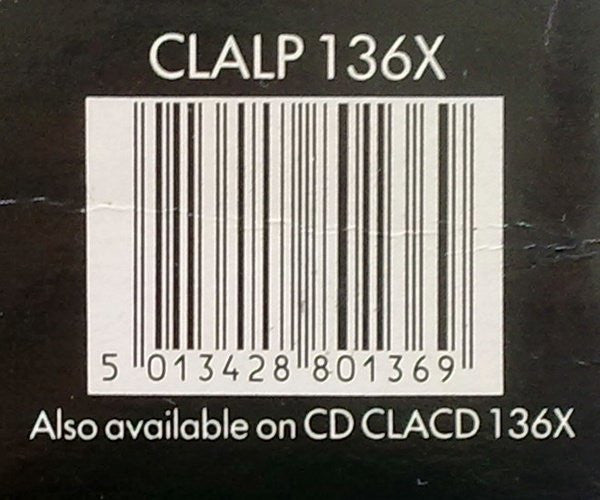 CLALP 136X
5 013428 801369
Also available on CD CLACD 136X